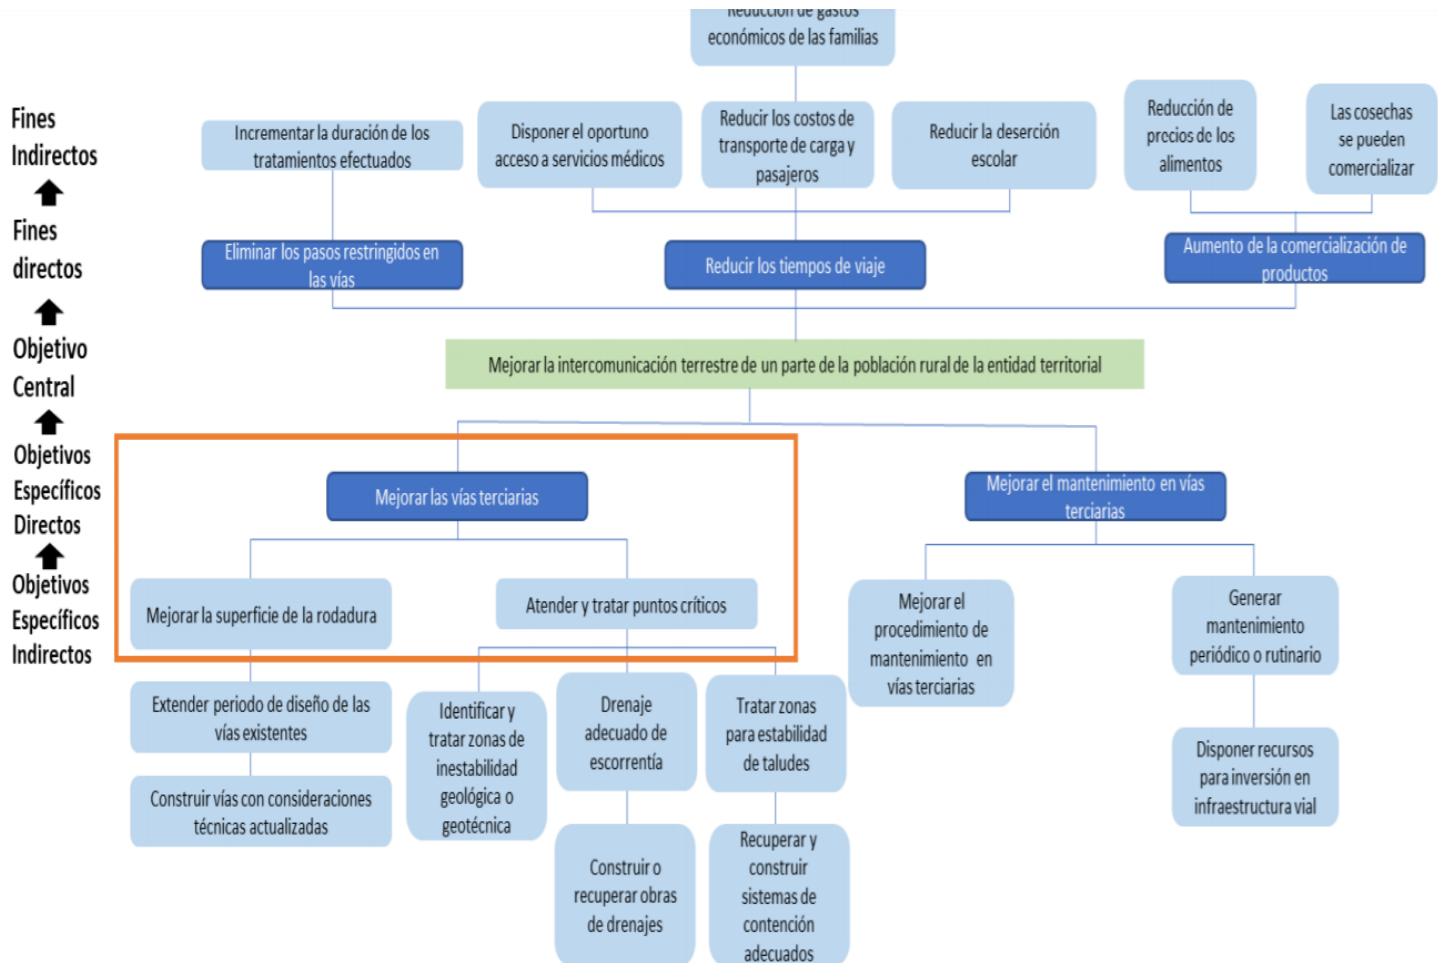 Reducción de gastos
económicos de las familias
Fines
Indirectos
Incrementar la duración de los
tratamientos efectuados
Disponer el oportuno
acceso a servicios médicos
Reducir los costos de
transporte de carga y
pasajeros
Reducir la deserción
escolar
Reducción de
precios de los
alimentos
Las cosechas
se pueden
comercializar
Fines
directos
Eliminar los pasos restringidos en
las vías
Reducir los tiempos de viaje
Aumento de la comercialización de
productos
Objetivo
Central
Mejorar la intercomunicación terrestre de un parte de la población rural de la entidad territorial
Objetivos
Específicos
Directos
Mejorar las vías terciarias
Mejorar el mantenimiento en vías
terciarias
Objetivos
Específicos
Indirectos
Mejorar la superficie de la rodadura
Atender y tratar puntos críticos
Mejorar el
procedimiento de
mantenimiento en
vías terciarias
Generar
mantenimiento
periódico o rutinario
Extender periodo de diseño de las
vías existentes
Identificar y
tratar zonas de
inestabilidad
geológica o
geotécnica
Drenaje
adecuado de
escorrentía
Tratar zonas
para estabilidad
de taludes
Disponer recursos
para inversión en
infraestructura vial
Construir vías con consideraciones
técnicas actualizadas
Construir o
recuperar obras
de drenajes
Recuperar y
construir
sistemas de
contención
adecuados